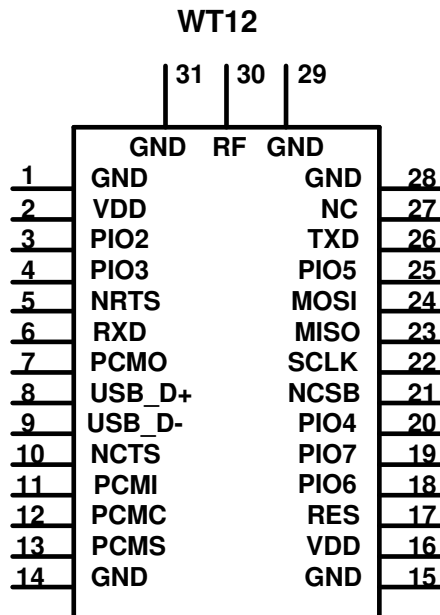 WT12
31 30 29
GND RF GND
1 GND GND 28
2 VDD NC 27
3 PIO2 TXD 26
4 PIO3 PIO5 25
5 NRTS MOSI 24
6 RXD MISO 23
7 PCMO SCLK 22
8 USB_D+ NCSB 21
9 USB_D- PIO4 20
10 NCTS PIO7 19
11 PCMI PIO6 18
12 PCMC RES 17
13 PCMS VDD 16
14 GND GND 15